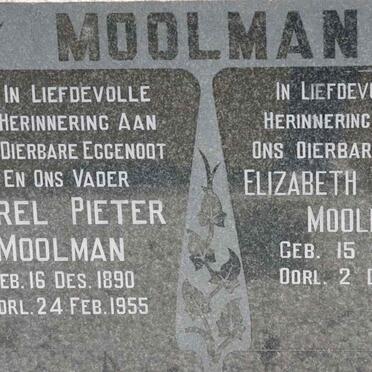 MOOLMAN
IN LIEFDEVOLLE
HERINNERING AAN
DIERBARE EGGENOOT
EN ONS VADER
REL PIETER
MOOLMAN
EB. 16 DES. 1890
ORL. 24 FEB. 1955
IN LIEFDEVO
HERINNERING
ONS DIERBAR
ELIZABETH
MOOL
GEB. 15
OORL. 2